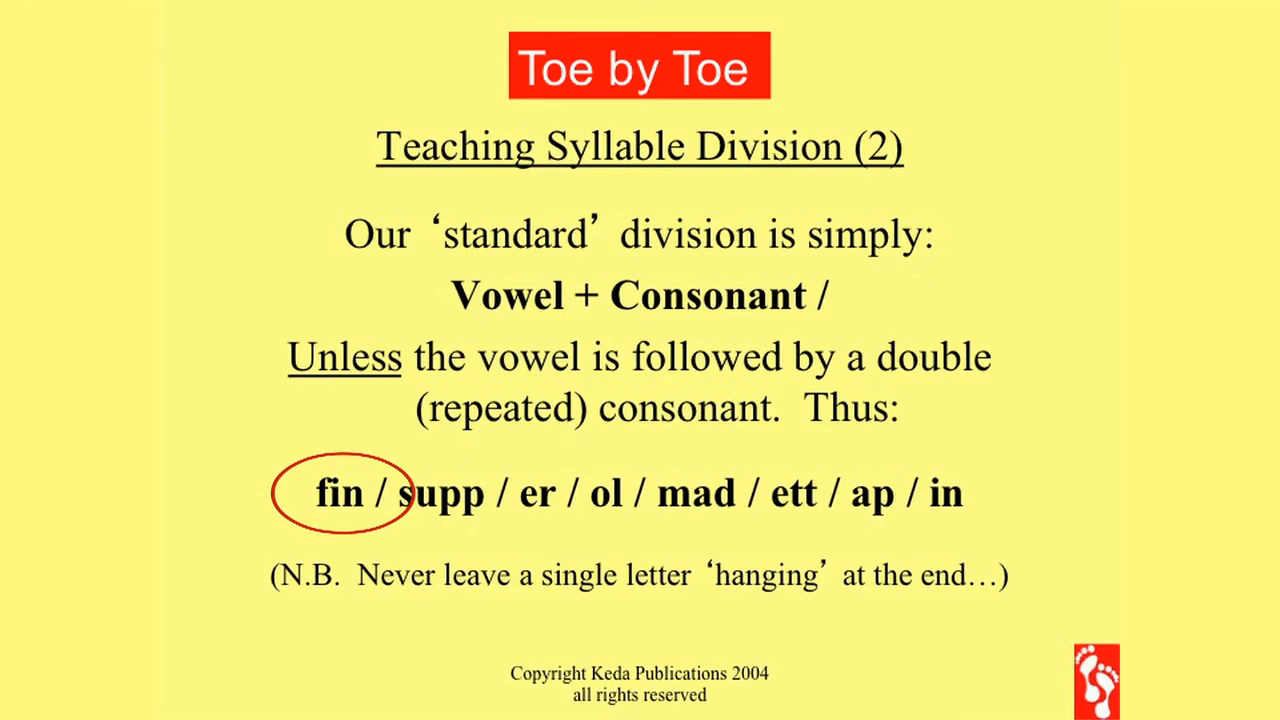 Toe by Toe
Teaching Syllable Division (2)
Our ‘standard’ division is simply:
Vowel + Consonant /
Unless the vowel is followed by a double
(repeated) consonant. Thus:
fin / supp / er / ol / mad / ett / ap / in
(N.B. Never leave a single letter ‘hanging’ at the end…)
Copyright Keda Publications 2004
all rights reserved